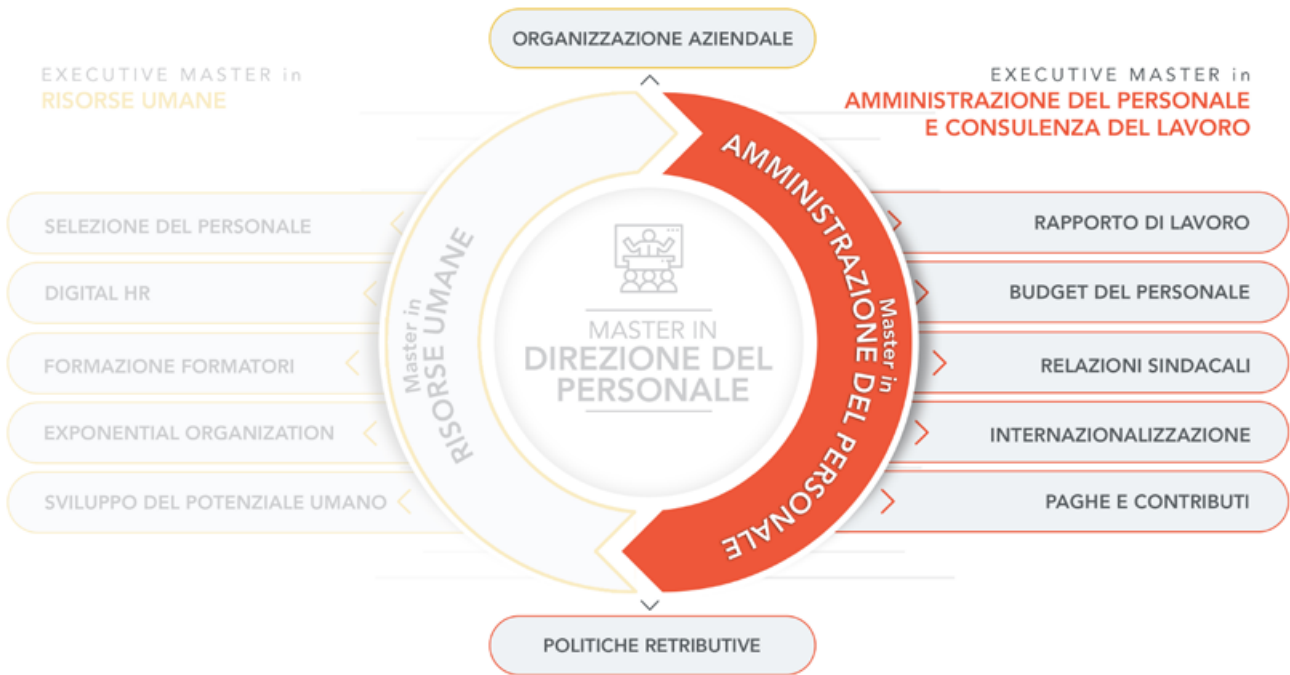 ORGANIZZAZIONE AZIENDALE
EXECUTIVE MASTER in
RISORSE UMANE
EXECUTIVE MASTER in
AMMINISTRAZIONE DEL PERSONALE
E CONSULENZA DEL LAVORO
SELEZIONE DEL PERSONALE
DIGITAL HR
FORMAZIONE FORMATORI
EXPONENTIAL ORGANIZATION
SVILUPPO DEL POTENZIALE UMANO
Master in
RISORSE UMANE
MASTER IN
DIREZIONE DEL
PERSONALE
Master in
AMMINISTRAZIONE DEL PERSONALE
RAPPORTO DI LAVORO
BUDGET DEL PERSONALE
RELAZIONI SINDACALI
INTERNAZIONALIZZAZIONE
PAGHE E CONTRIBUTI
POLITICHE RETRIBUTIVE